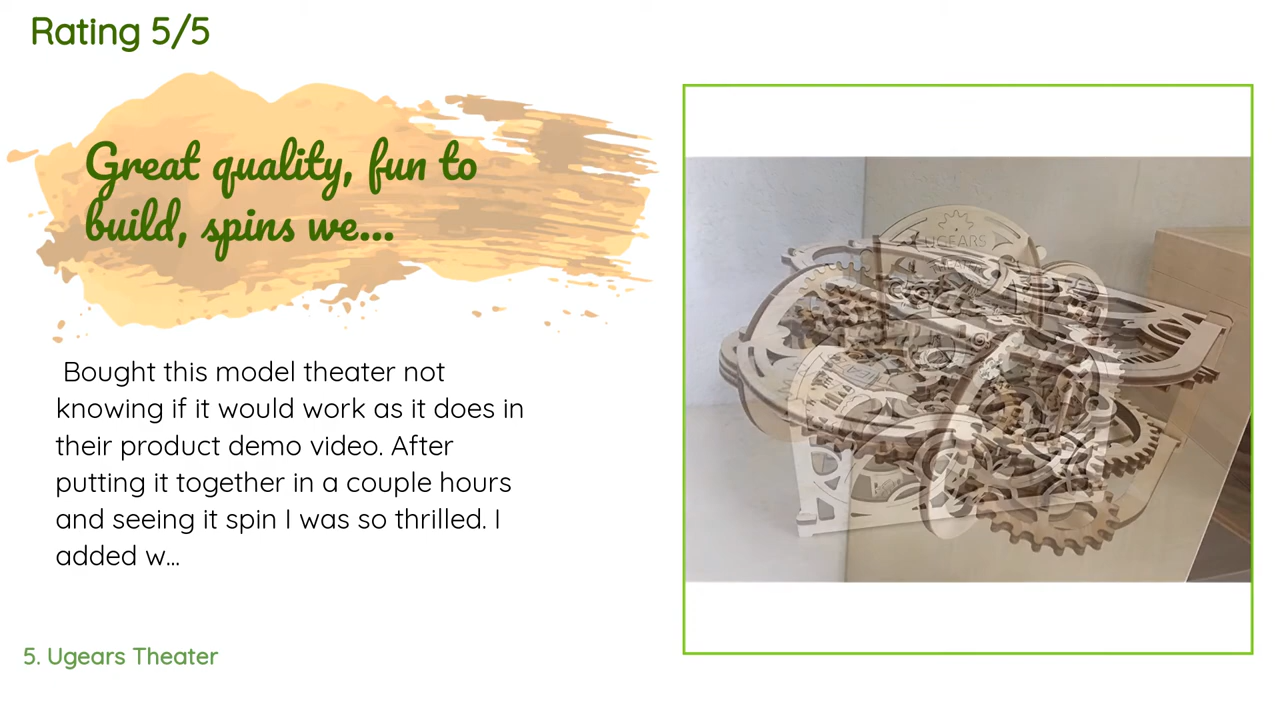 Rating 5/5
Great quality, fun to
build, spins we...
Bought this model theater not
knowing if it would work as it does in
their product demo video. After
putting it together in a couple hours
and seeing it spin I was so thrilled. I
added w...
5. Ugears Theater
UGEARS